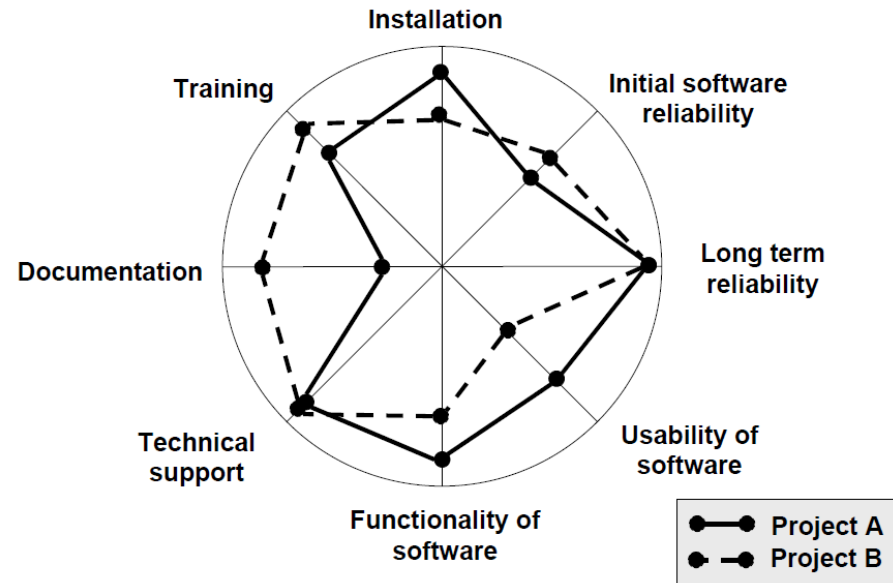 Installation
Training
Initial software
reliability
Documentation
Long term
reliability
Technical
support
Usability of
software
Functionality of
software
Project A
Project B